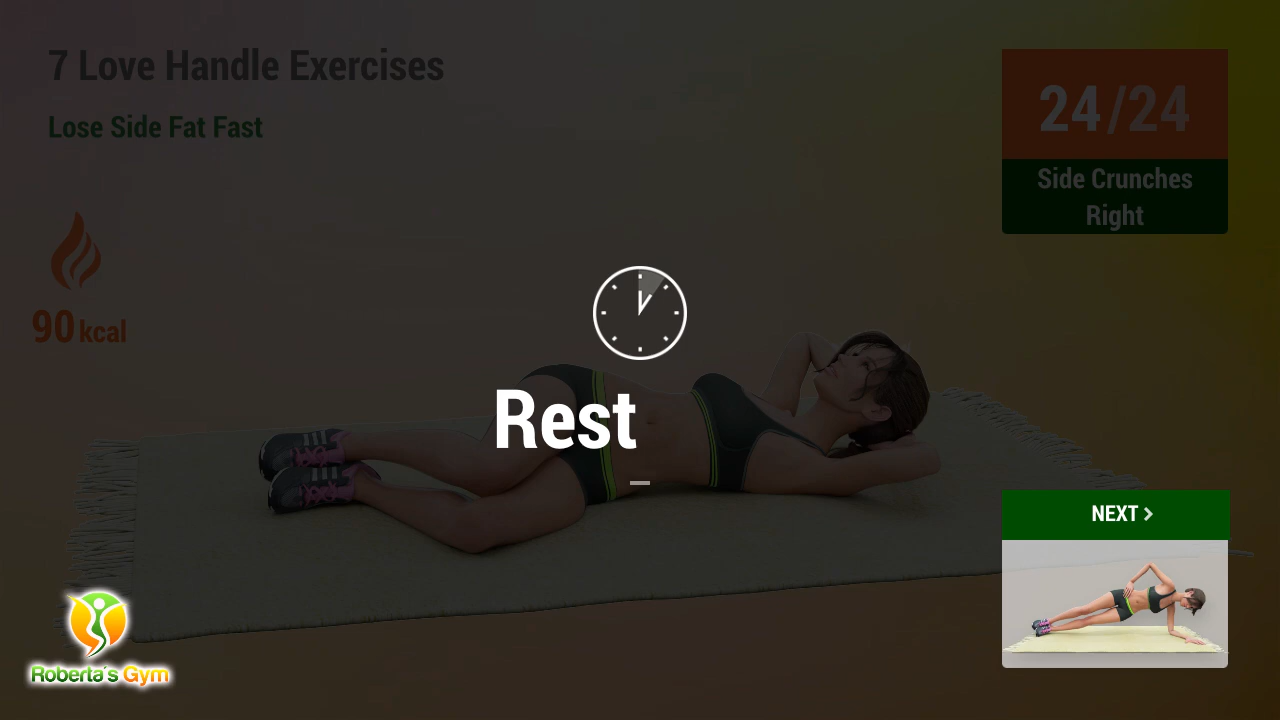 7 Love Handle Exercises
Lose Side Fat Fast
24/24
Side Crunches
Right
90 kcal
Rest
NEXT >
Roberta's Gym